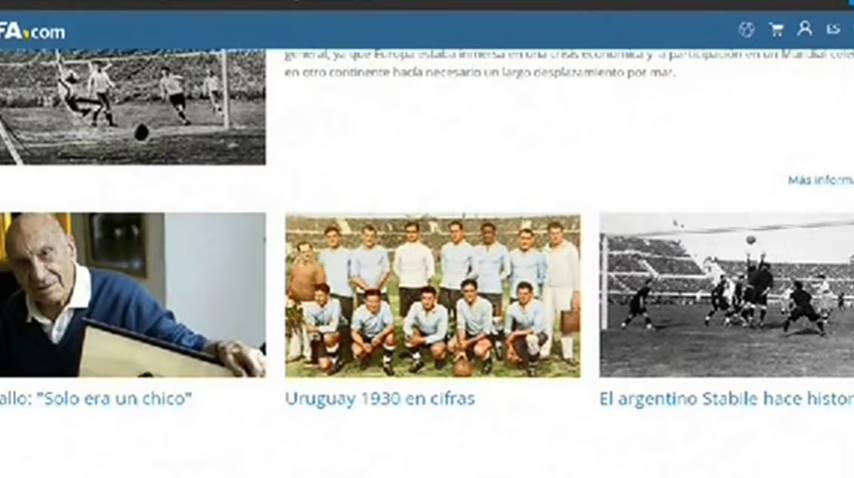 FA.com
ES
general, ya que Europa estaba inmersa en una crisis económica y la participación en un Mundial
en otro continente hacía necesario un largo desplazamiento por mar.
Más inform
allo: "Solo era un chico"
Uruguay 1930 en cifras
El argentino Stabile hace histor